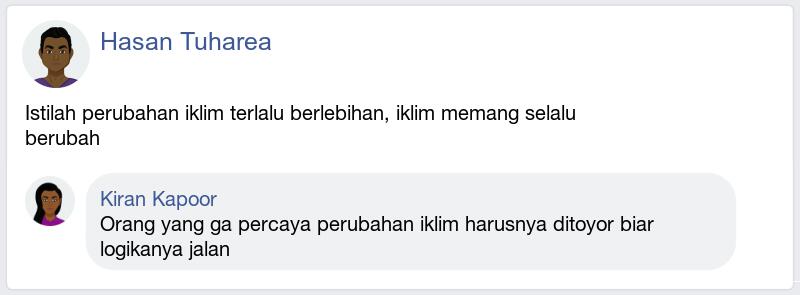 Hasan Tuharea
Istilah perubahan iklim terlalu berlebihan, iklim memang selalu
berubah
Kiran Kapoor
Orang yang ga percaya perubahan iklim harusnya ditoyor biar
logikanya jalan